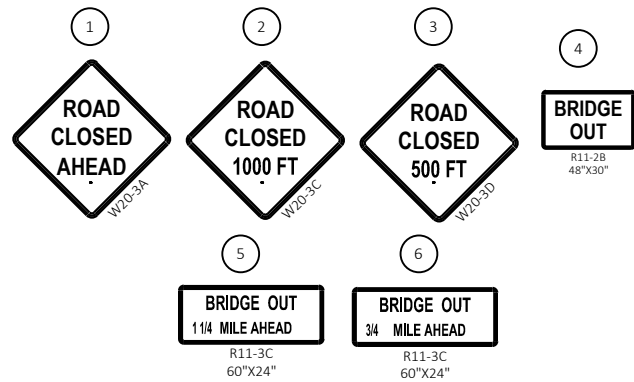 1
ROAD
CLOSED
AHEAD
W20-3A
2
ROAD
CLOSED
1000 FT
W20-3C
3
ROAD
CLOSED
500 FT
W20-3D
4
BRIDGE
OUT
R11-2B
48"X30"
5
BRIDGE OUT
1 1/4 MILE AHEAD
R11-3C
60"X24"
6
BRIDGE OUT
3/4 MILE AHEAD
R11-3C
60"X24"